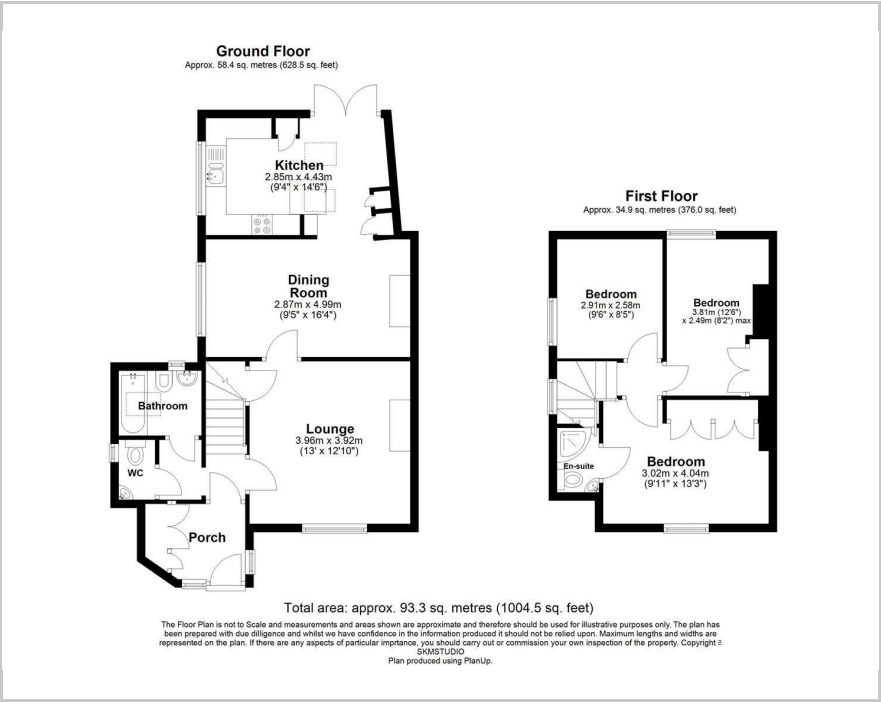 Ground Floor
Approx. 58.4 sq. metres (628.5 sq. feet)
Kitchen
2.85m x 4.43m
(9'4" x 14'6")
Dining
Room
2.87m x 4.99m
(9'5" x 16'4")
Bathroom
WC
Lounge
3.96m x 3.92m
(13' x 12'10")
Porch
First Floor
Approx. 34.9 sq. metres (376.0 sq. feet)
Bedroom
2.91m x 2.58m
(9'6" x 8'5")
Bedroom
3.81m (12'6")
x 2.49m (8'2") max
En-suite
Bedroom
3.02m x 4.04m
(9'11" x 13'3")
Total area: approx. 93.3 sq. metres (1004.5 sq. feet)
The Floor Plan is not to Scale and measurements and areas shown are approximate and therefore should be used for illustrative purposes only. The plan has
been prepared with due dilligence and whilst we have confidence in the information produced it should not be relied upon. Maximum lengths and widths are
represented on the plan. If there are any aspects of particular imprtance, you should carry out or commission your own inspection of the property. Copyright
SKMSTUDIO
Plan produced using PlanUp.